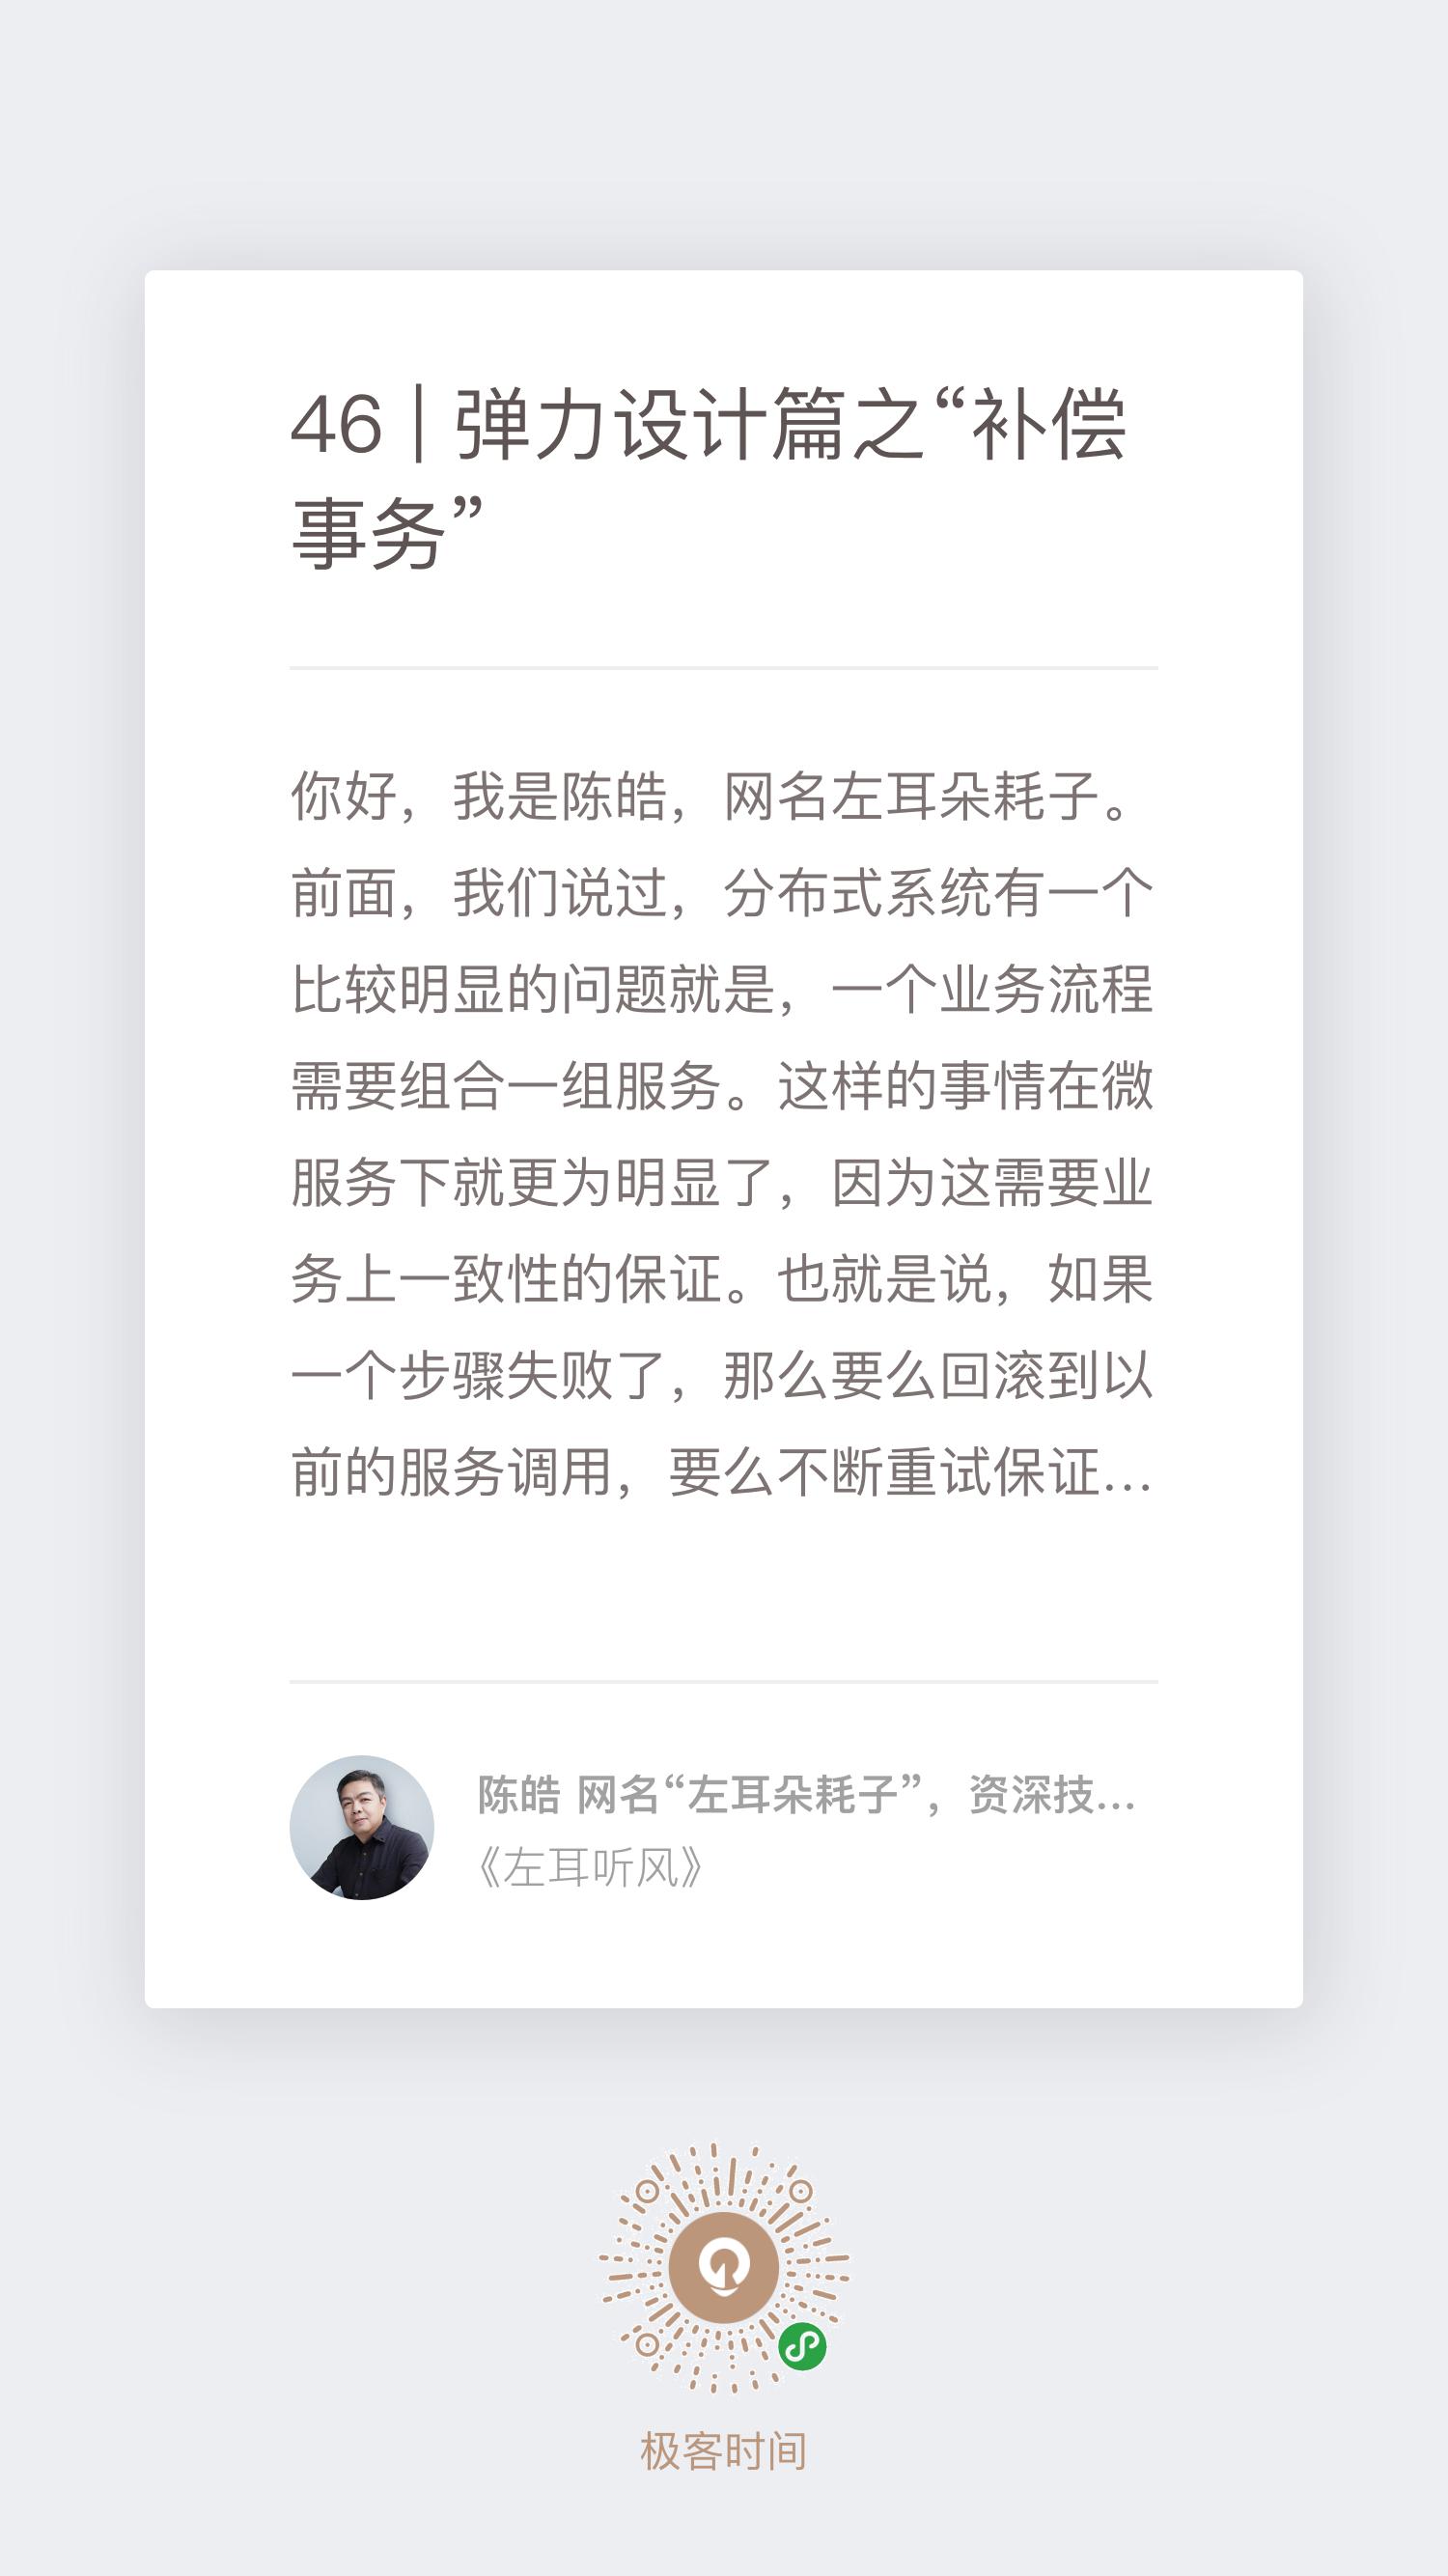 46 | 弹力设计篇之“补偿
事务”
你好，我是陈皓，网名左耳朵耗子。
前面，我们说过，分布式系统有一个
比较明显的问题就是，一个业务流程
需要组合一组服务。这样的事情在微
服务下就更为明显了，因为这需要业
务上一致性的保证。也就是说，如果
一个步骤失败了，那么要么回滚到以
前的服务调用，要么不断重试保证...
陈皓 网名“左耳朵耗子”，资深技...
《左耳听风》
极客时间